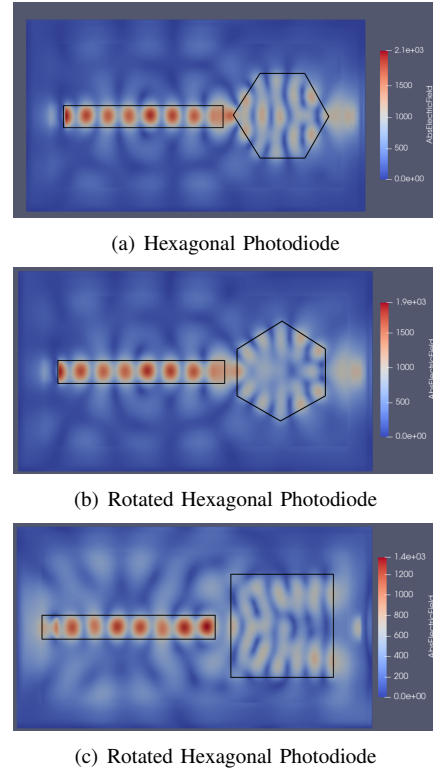 2.1e+03
1500
1000
500
0.0e+00
AbsElectricField
(a) Hexagonal Photodiode
1.9e+03
1500
1000
500
0.0e+00
AbsElectricField
(b) Rotated Hexagonal Photodiode
1.4e+03
1200
1000
800
600
400
200
0.0e+00
AbsElectricField
(c) Rotated Hexagonal Photodiode